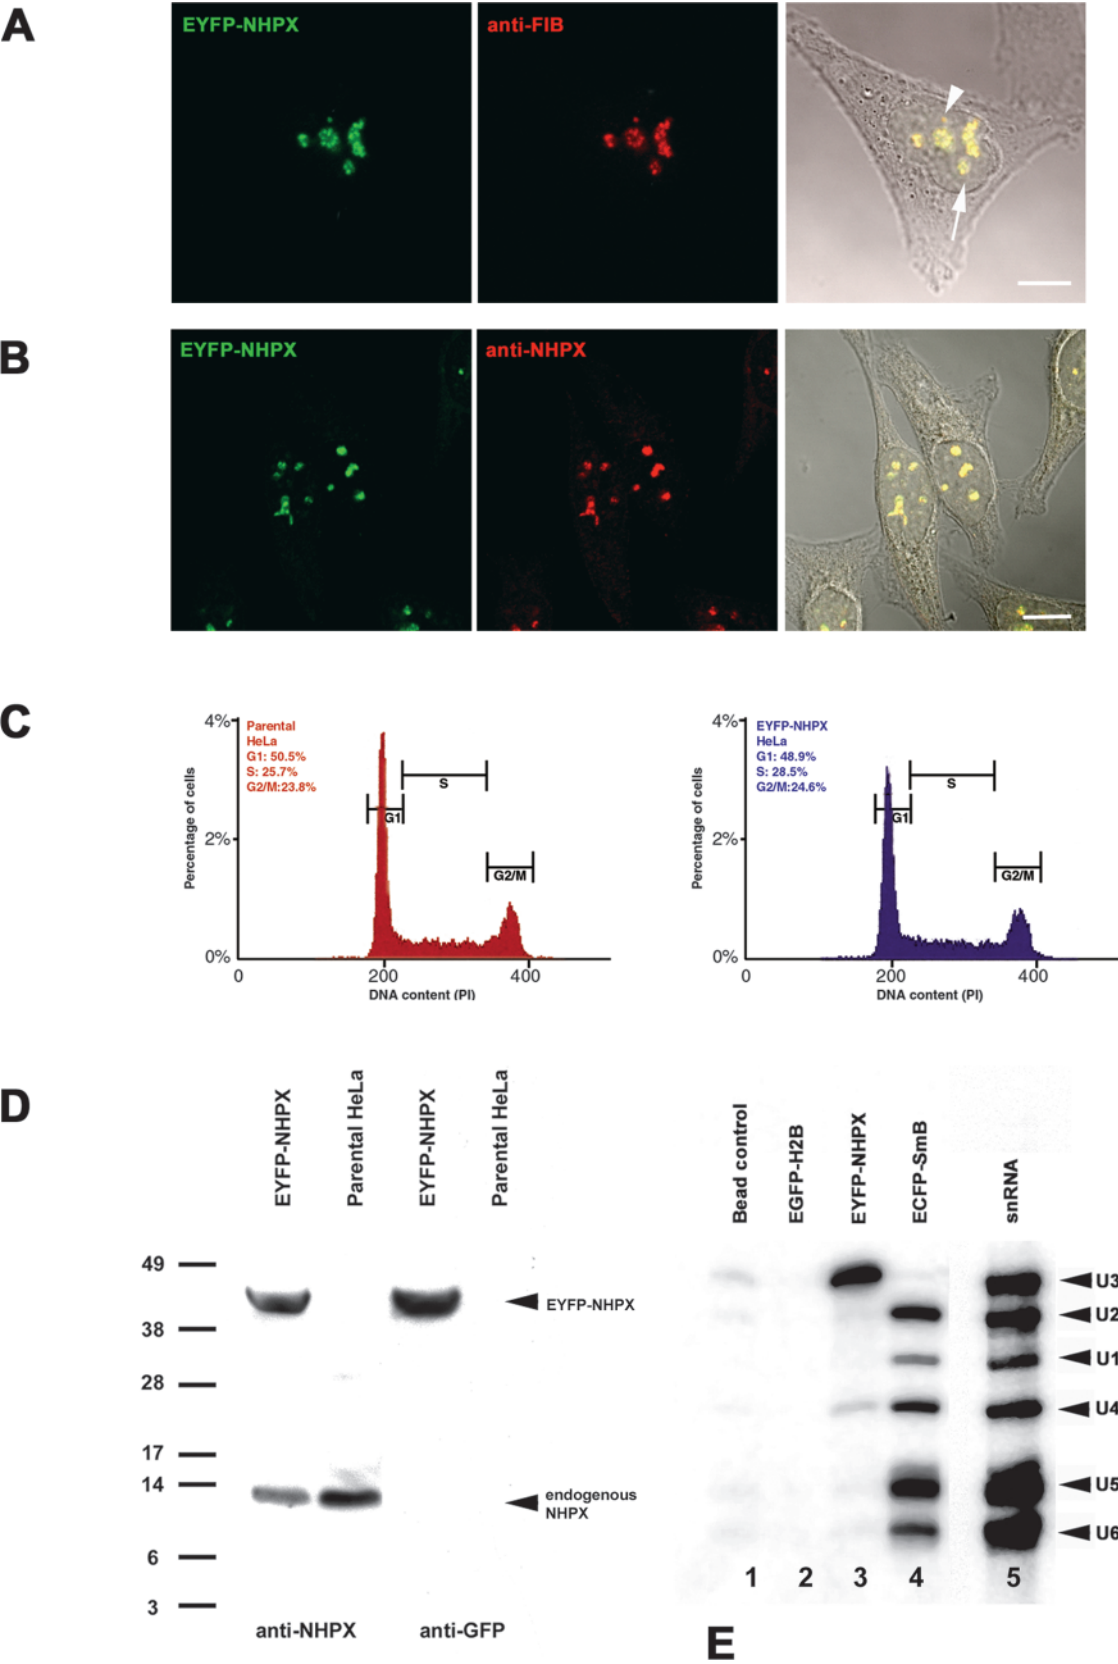 A
EYFP-NHPX
anti-FIB
B
EYFP-NHPX
anti-NHPX
C
4%
2%
0%
Percentage of cells
Parental
HeLa
G1: 50.5%
S: 25.7%
G2/M:23.8%
S
G1
G2/M
0
200
400
DNA content (PI)
4%
2%
0%
Percentage of cells
EYFP-NHPX
HeLa
G1: 48.9%
S: 28.5%
G2/M:24.6%
S
G1
G2/M
0
200
400
DNA content (PI)
D
EYFP-NHPX
Parental HeLa
EYFP-NHPX
Parental HeLa
49
38
28
17
14
6
3
EYFP-NHPX
endogenous
NHPX
anti-NHPX
anti-GFP
Bead control
EGFP-H2B
EYFP-NHPX
ECFP-SmB
snRNA
U3
U2
U1
U4
U5
U6
1 2 3 4 5
E